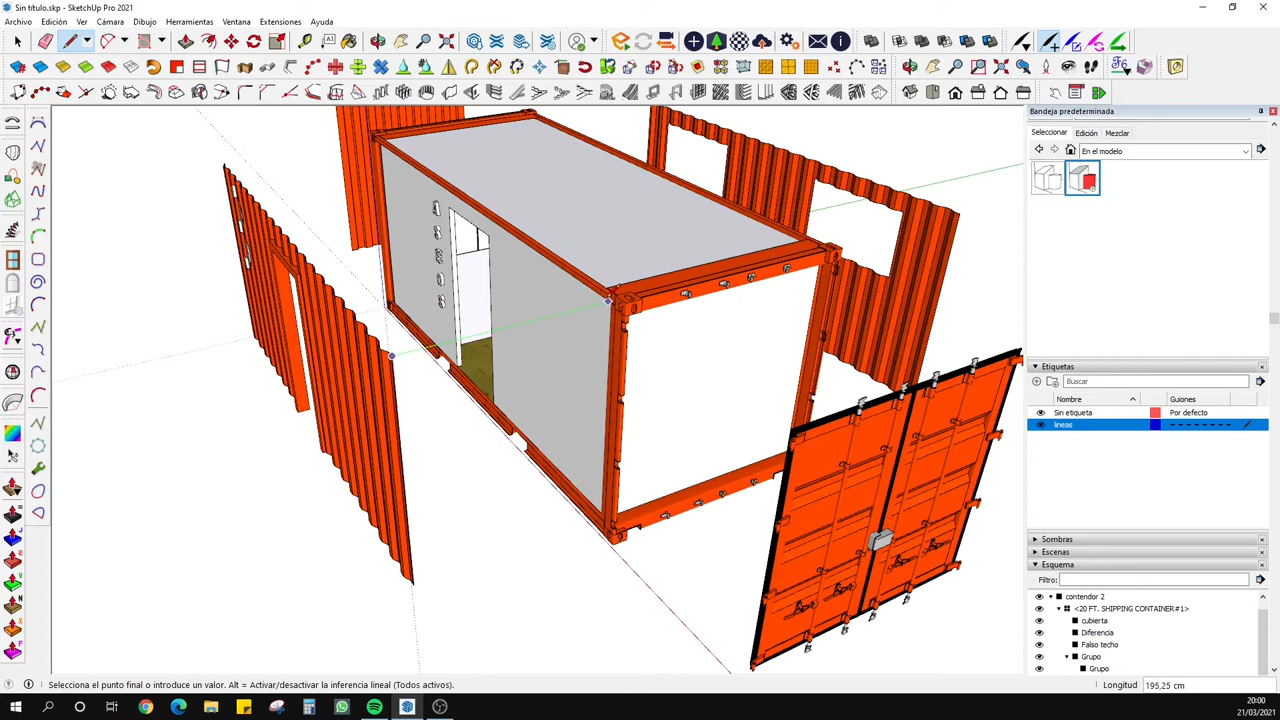 Sin título.skp - SketchUp Pro 2021
Archivo Edición Ver Cámara Dibujo Herramientas Ventana Extensiones Ayuda
Bandeja predeterminada
Seleccionar Edición Mezclar
En el modelo
Etiquetas
Buscar
Nombre Guiones
Sin etiqueta Por defecto
lineas
Sombras
Escenas
Esquema
Filtro:
contendor 2
<20 FT. SHIPPING CONTAINER#1>
cubierta
Diferencia
Falso techo
Grupo
Grupo
Selecciona el punto final o introduce un valor. Alt = Activar/desactivar la inferencia lineal (Todos activos).
Longitud 195,25 cm
20:00
21/03/2021